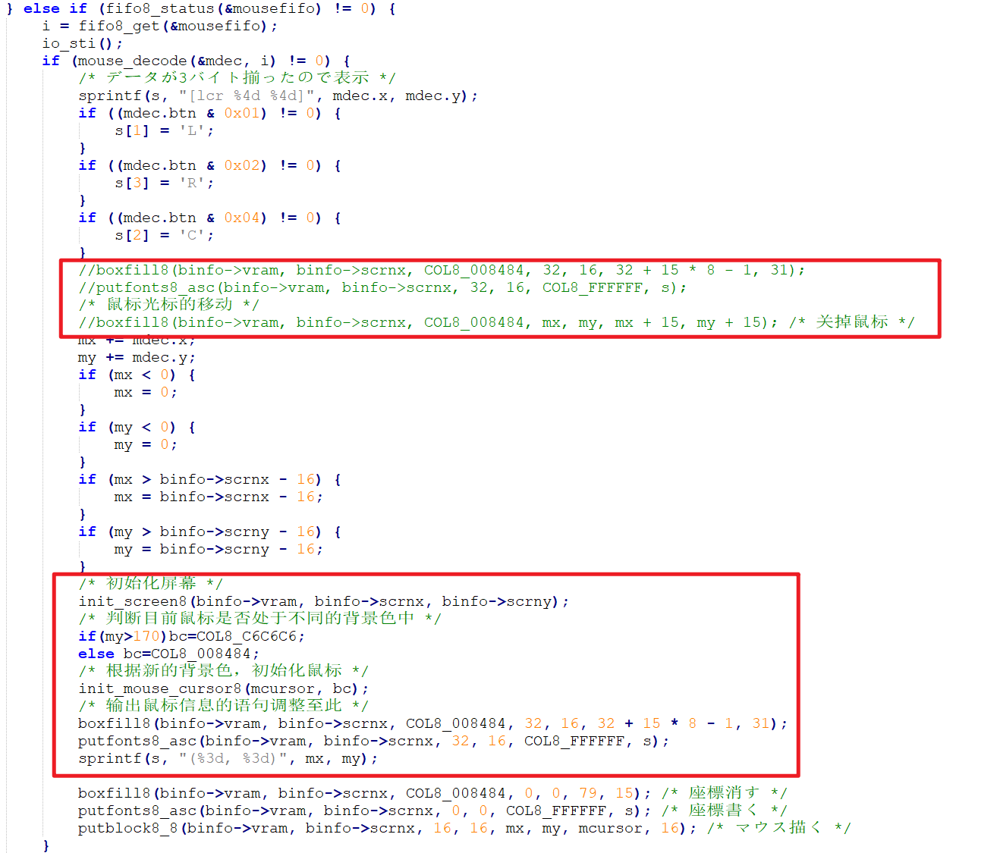 } else if (fifo8_status(&mousefifo) != 0) {
i = fifo8_get(&mousefifo);
io_sti();
if (mouse_decode(&mdec, i) != 0) {
/* データが3バイト揃ったので表示 */
sprintf(s, "[lcr %4d %4d]", mdec.x, mdec.y);
if ((mdec.btn & 0x01) != 0) {
s[1] = 'L';
}
if ((mdec.btn & 0x02) != 0) {
s[3] = 'R';
}
if ((mdec.btn & 0x04) != 0) {
s[2] = 'C';
}
//boxfill8(binfo->vram, binfo->scrnx, COL8_008484, 32, 16, 32 + 15 * 8 - 1, 31);
//putfonts8_asc(binfo->vram, binfo->scrnx, 32, 16, COL8_FFFFFF, s);
/* 鼠标光标的移动 */
//boxfill8(binfo->vram, binfo->scrnx, COL8_008484, mx, my, mx + 15, my + 15); /* 关掉鼠标 */
mx += mdec.x;
my += mdec.y;
if (mx < 0) {
mx = 0;
}
if (my < 0) {
my = 0;
}
if (mx > binfo->scrnx - 16) {
mx = binfo->scrnx - 16;
}
if (my > binfo->scrny - 16) {
my = binfo->scrny - 16;
}
/* 初始化屏幕 */
init_screen8(binfo->vram, binfo->scrnx, binfo->scrny);
/* 判断目前鼠标是否处于不同的背景色中 */
if(my>170)bc=COL8_C6C6C6;
else bc=COL8_008484;
/* 根据新的背景色，初始化鼠标 */
init_mouse_cursor8(mcursor, bc);
/* 输出鼠标信息的语句调整至此 */
boxfill8(binfo->vram, binfo->scrnx, COL8_008484, 32, 16, 32 + 15 * 8 - 1, 31);
putfonts8_asc(binfo->vram, binfo->scrnx, 32, 16, COL8_FFFFFF, s);
sprintf(s, "(%3d, %3d)", mx, my);
boxfill8(binfo->vram, binfo->scrnx, COL8_008484, 0, 0, 79, 15); /* 座標消す */
putfonts8_asc(binfo->vram, binfo->scrnx, 0, 0, COL8_FFFFFF, s); /* 座標書く */
putblock8_8(binfo->vram, binfo->scrnx, 16, 16, mx, my, mcursor, 16); /* マウス描く */
}